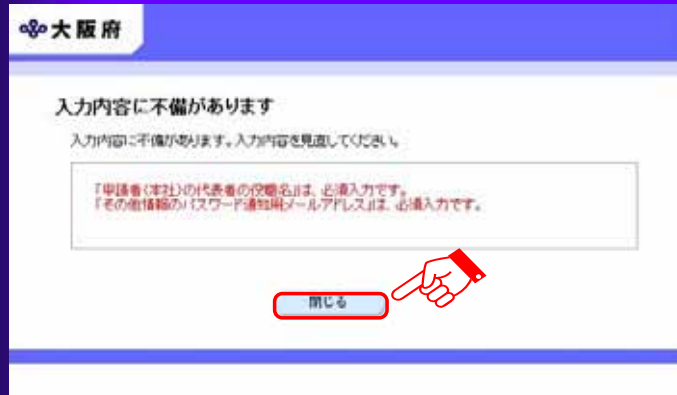 大阪府
入力内容に不備があります
入力内容に不備があります。入力内容を見直してください。
「申請者(本社)の代表者の役職名」は、必須入力です。
「その他情報のパスワード通知用メールアドレス」は、必須入力です。
閉じる